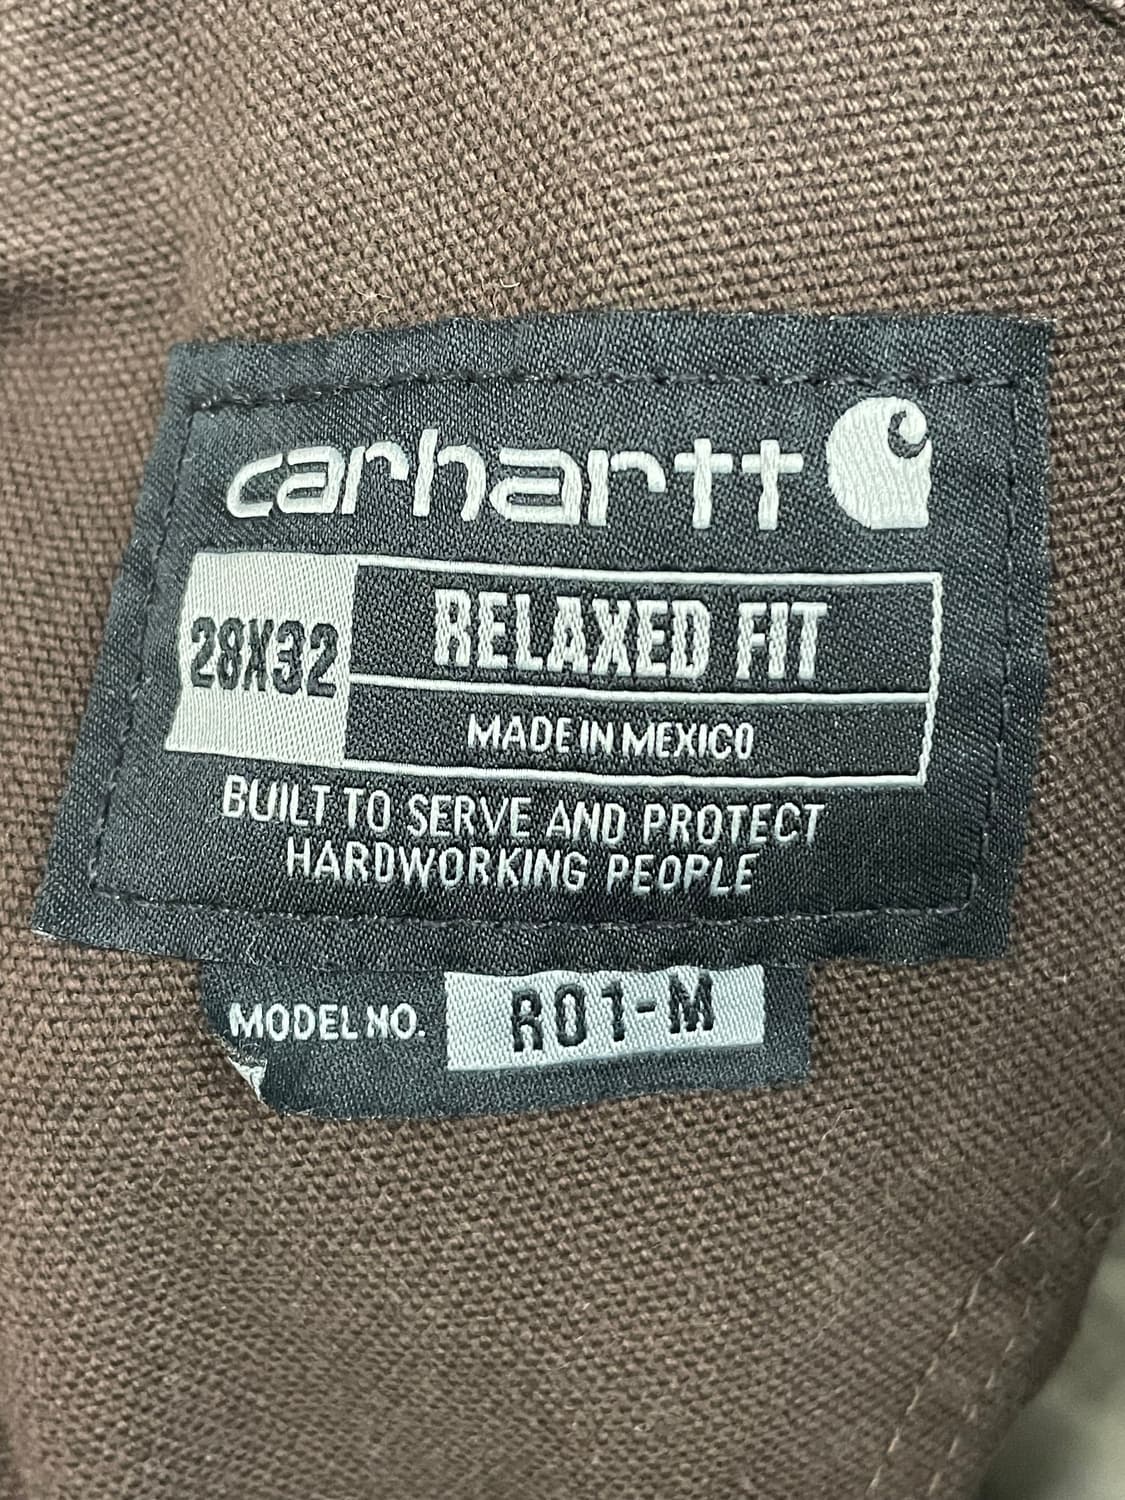 carhartt
28X32
RELAXED FIT
MADE IN MEXICO
BUILT TO SERVE AND PROTECT
HARDWORKING PEOPLE
MODEL NO. R01-M